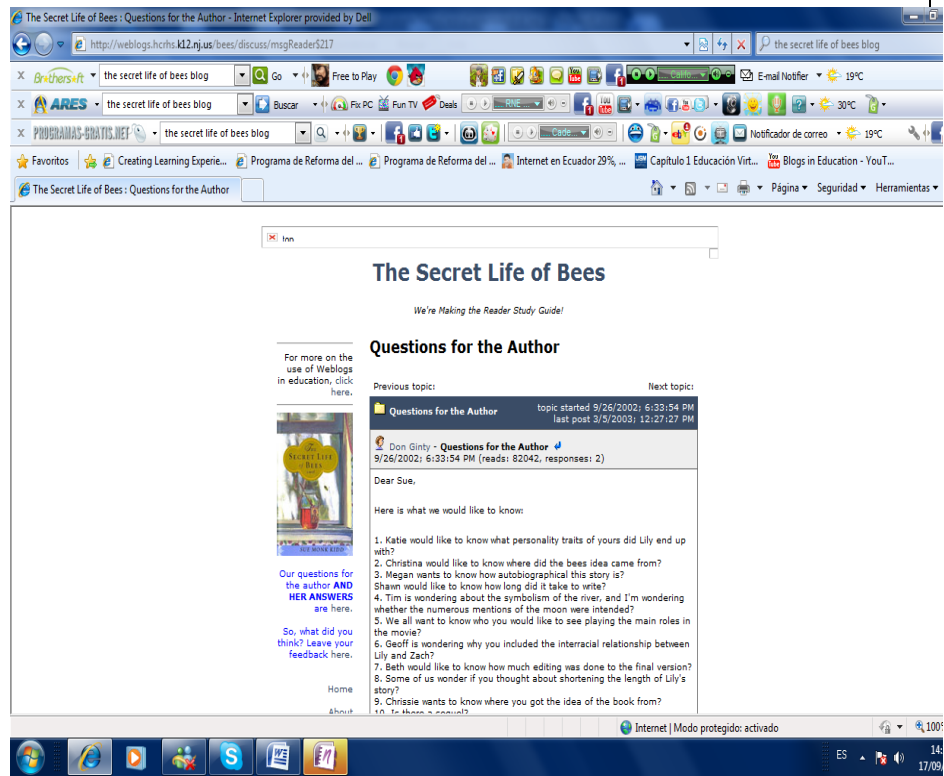 The Secret Life of Bees : Questions for the Author - Internet Explorer provided by Dell
http://weblogs.hcrhs.k12.nj.us/bees/discuss/msgReader$217
the secret life of bees blog
X Brothersoft the secret life of bees blog Go Free to Play E-mail Notifier 19ºC
X ARES the secret life of bees blog Buscar Fix PC Fun TV Deals RNE... 30ºC
X PROGRAMAS-GRATIS.NET the secret life of bees blog Cade... Notificador de correo 19ºC
Favoritos Creating Learning Experie... Programa de Reforma del ... Programa de Reforma del ... Internet en Ecuador 29%, ... Capítulo 1 Educación Virt... Blogs in Education - YouT...
The Secret Life of Bees : Questions for the Author Página Seguridad Herramientas
The Secret Life of Bees
We're Making the Reader Study Guide!
For more on the
use of Weblogs
in education, click
here.
THE
SECRET LIFE
of BEES
SUE MONK KIDD
Our questions for
the author AND
HER ANSWERS
are here.
So, what did you
think? Leave your
feedback here.
Home
About
Questions for the Author
Previous topic: Next topic:
Questions for the Author topic started 9/26/2002; 6:33:54 PM
last post 3/5/2003; 12:27:27 PM
Don Ginty - Questions for the Author
9/26/2002; 6:33:54 PM (reads: 82042, responses: 2)
Dear Sue,
Here is what we would like to know:
1. Katie would like to know what personality traits of yours did Lily end up
with?
2. Christina would like to know where did the bees idea came from?
3. Megan wants to know how autobiographical this story is?
Shawn would like to know how long did it take to write?
4. Tim is wondering about the symbolism of the river, and I'm wondering
whether the numerous mentions of the moon were intended?
5. We all want to know who you would like to see playing the main roles in
the movie?
6. Geoff is wondering why you included the interracial relationship between
Lily and Zach?
7. Beth would like to know how much editing was done to the final version?
8. Some of us wonder if you thought about shortening the length of Lily's
story?
9. Chrissie wants to know where you got the idea of the book from?
10. Is there a sequel?
Internet | Modo protegido: activado 100%
ES 14:
17/09/